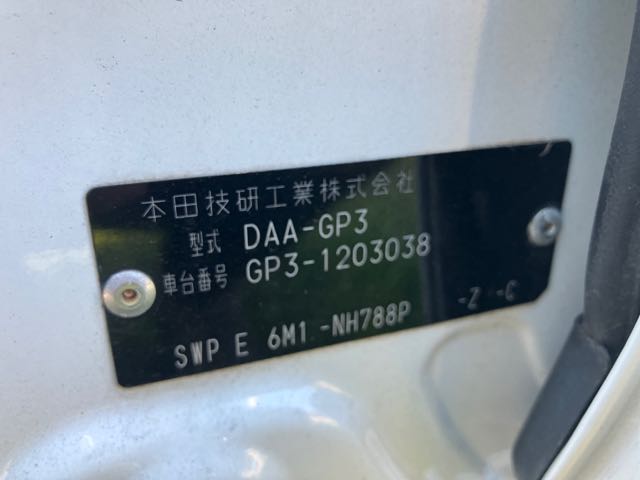 本田技研工業株式会社
型式 DAA-GP3
車台番号 GP3-1203038
SWP E 6M1 -NH788P -Z -C